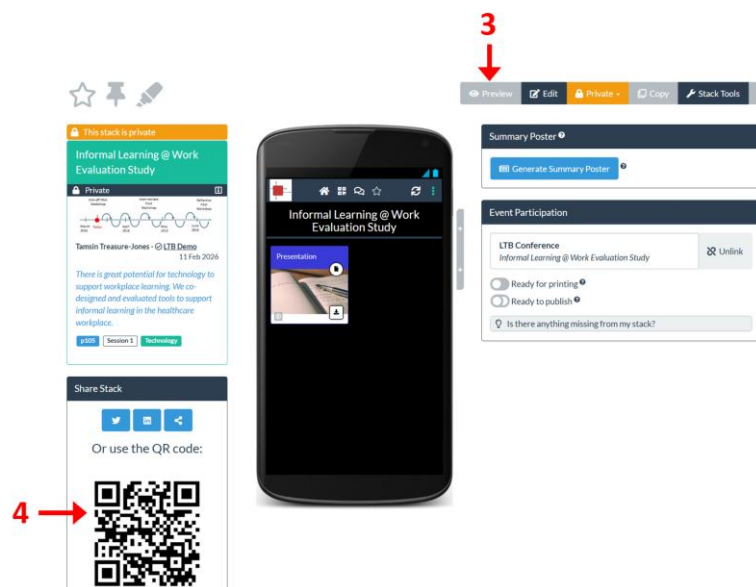 3
Preview
Edit
Private
Copy
Stack Tools
This stack is private
Informal Learning @ Work
Evaluation Study
Private
Tamsin Treasure-Jones - LTB Demo
11 Feb 2026
There is great potential for technology to
support workplace learning. We co-
designed and evaluated tools to support
informal learning in the healthcare
workplace.
p105
Session 1
Technology
Share Stack
Or use the QR code:
4
Informal Learning @ Work
Evaluation Study
Presentation
Summary Poster
Generate Summary Poster
Event Participation
LTB Conference
Informal Learning @ Work Evaluation Study
Unlink
Ready for printing
Ready to publish
Is there anything missing from my stack?